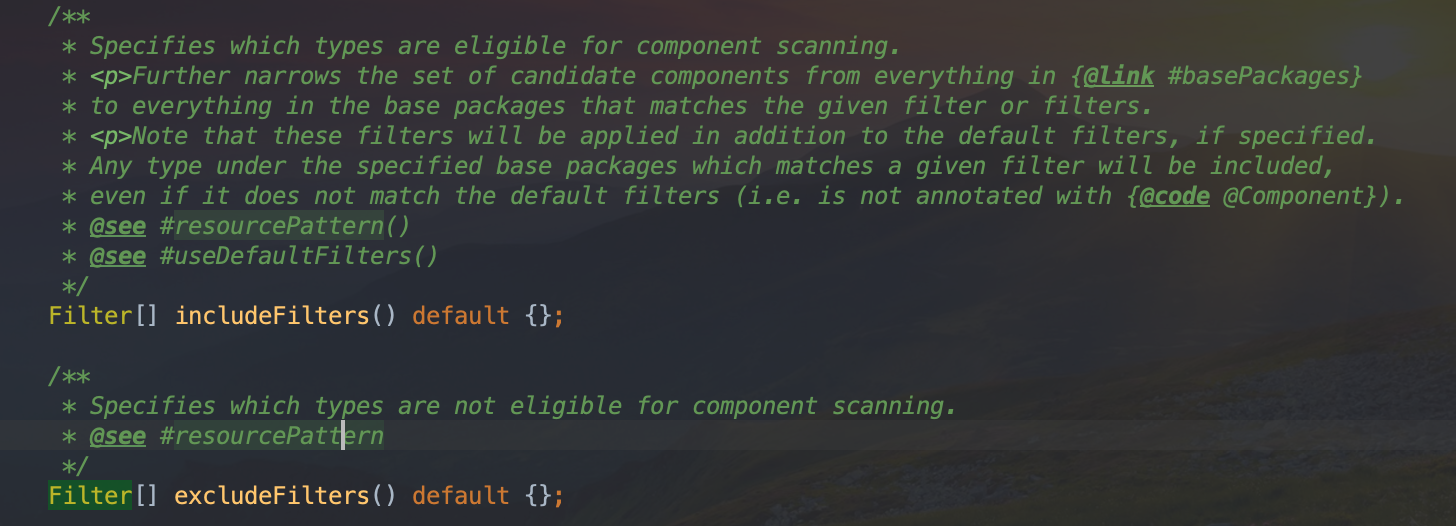 /**
 * Specifies which types are eligible for component scanning.
 * <p>Further narrows the set of candidate components from everything in {@link #basePackages}
 * to everything in the base packages that matches the given filter or filters.
 * <p>Note that these filters will be applied in addition to the default filters, if specified.
 * Any type under the specified base packages which matches a given filter will be included,
 * even if it does not match the default filters (i.e. is not annotated with {@code @Component}).
 * @see #resourcePattern()
 * @see #useDefaultFilters()
 */
Filter[] includeFilters() default {};
/**
 * Specifies which types are not eligible for component scanning.
 * @see #resourcePattern
 */
Filter[] excludeFilters() default {};